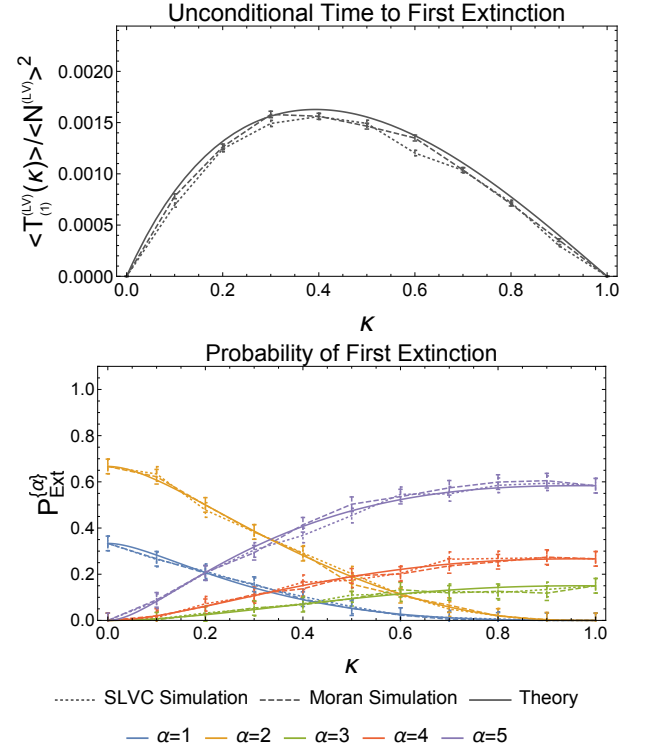 Unconditional Time to First Extinction
<T₍₁₎⁽ᴸⱽ⁾(κ)>/<N⁽ᴸⱽ⁾>²
0.0020
0.0015
0.0010
0.0005
0.0000
0.0 0.2 0.4 0.6 0.8 1.0
κ
Probability of First Extinction
P_Ext^{α}
1.0
0.8
0.6
0.4
0.2
0.0
0.0 0.2 0.4 0.6 0.8 1.0
κ
SLVC Simulation Moran Simulation Theory
α=1 α=2 α=3 α=4 α=5